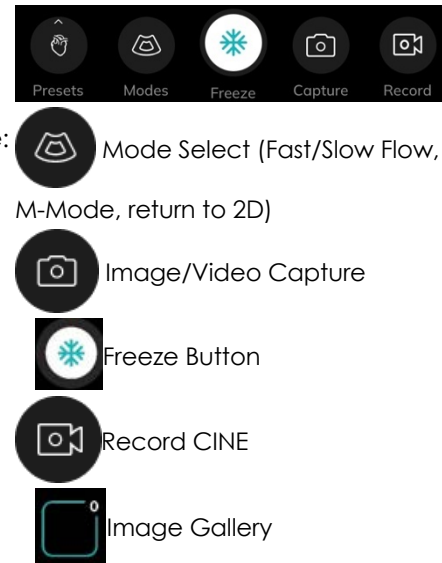 Presets Modes Freeze Capture Record
e: Mode Select (Fast/Slow Flow,
M-Mode, return to 2D)
Image/Video Capture
Freeze Button
Record CINE
0
Image Gallery